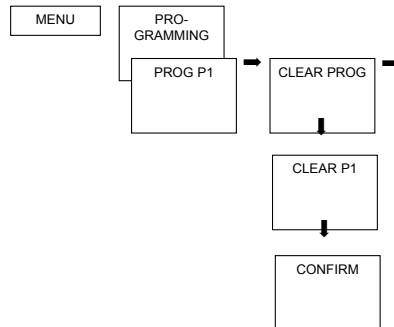 MENU
PRO-
GRAMMING
PROG P1
CLEAR PROG
CLEAR P1
CONFIRM